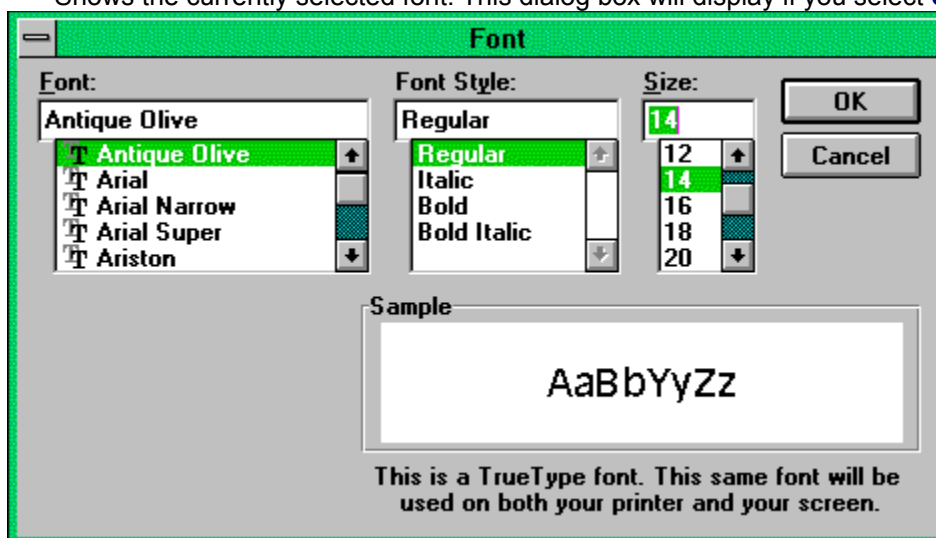 Shows the currently selected font. This dialog box will display if you select
Font
Font:
Font Style:
Size:
Antique Olive
Regular
14
OK
Cancel
Antique Olive
Arial
Arial Narrow
Arial Super
Ariston
Regular
Italic
Bold
Bold Italic
12
14
16
18
20
Sample
AaBbYyZz
This is a TrueType font. This same font will be
used on both your printer and your screen.